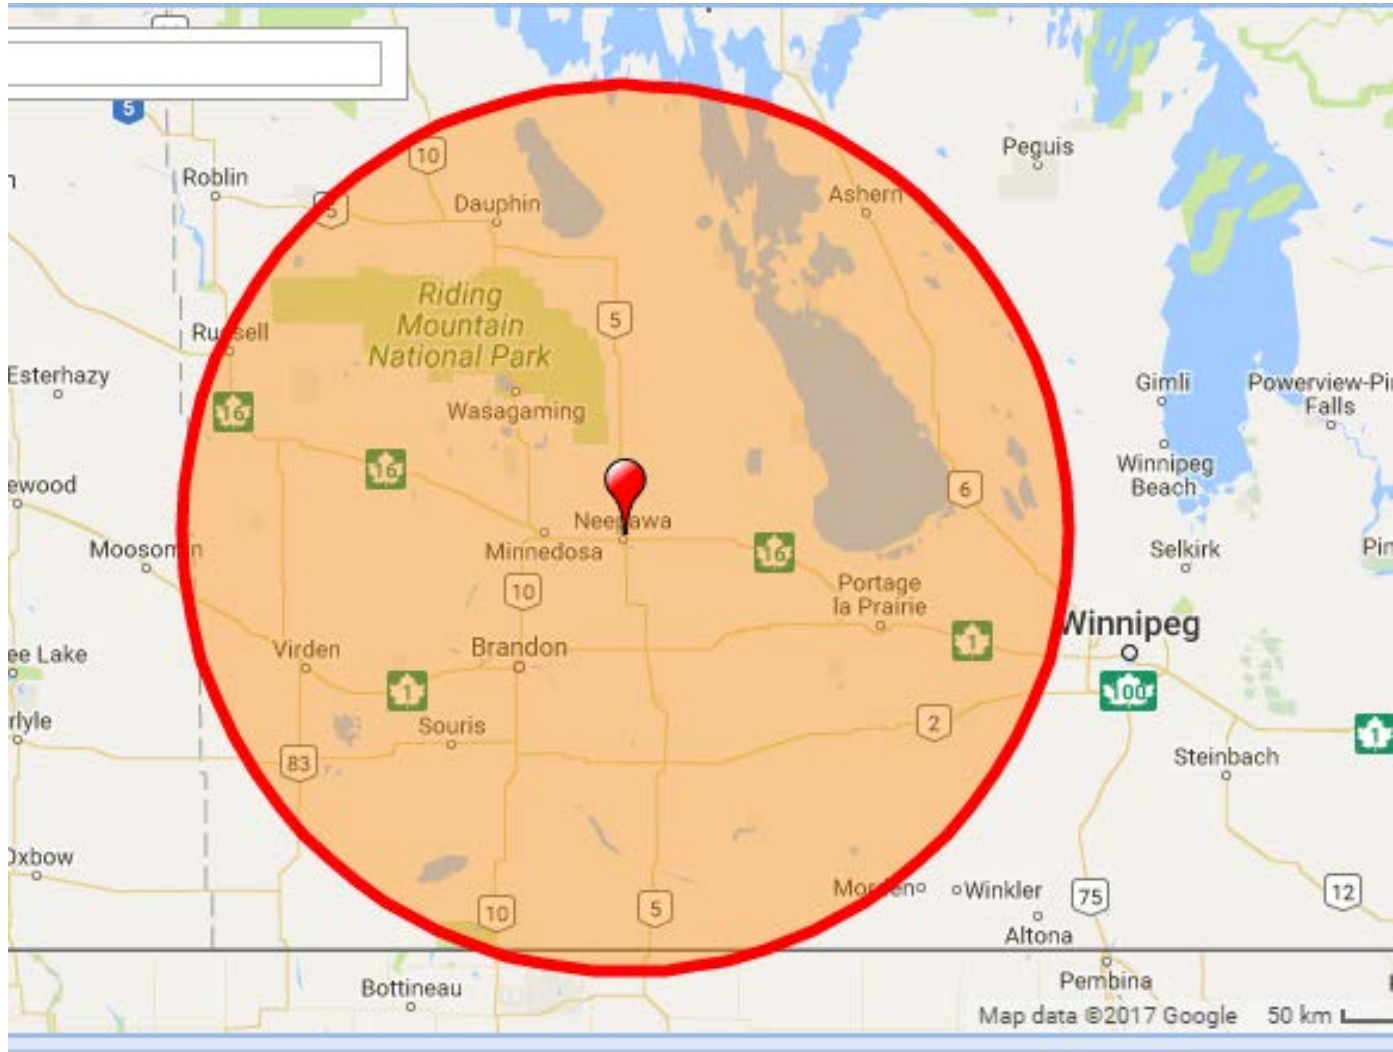 5
Peguis
10
Roblin
Ashern
Dauphin
5
Riding
Mountain
National Park
5
Russell
Esterhazy
Gimli
16
Wasagaming
Falls
16
Winnipeg
Beach
ewood
6
Neepawa
Moosomin
Minnedosa
16
Selkirk
10
Portage
la Prairie
Winnipeg
1
Virden
Brandon
ee Lake
1
100
rlyle
Souris
2
1
83
Steinbach
Oxbow
Morden
Winkler
75
12
10
5
Altona
Bottineau
Pembina
Map data ©2017 Google
50 km